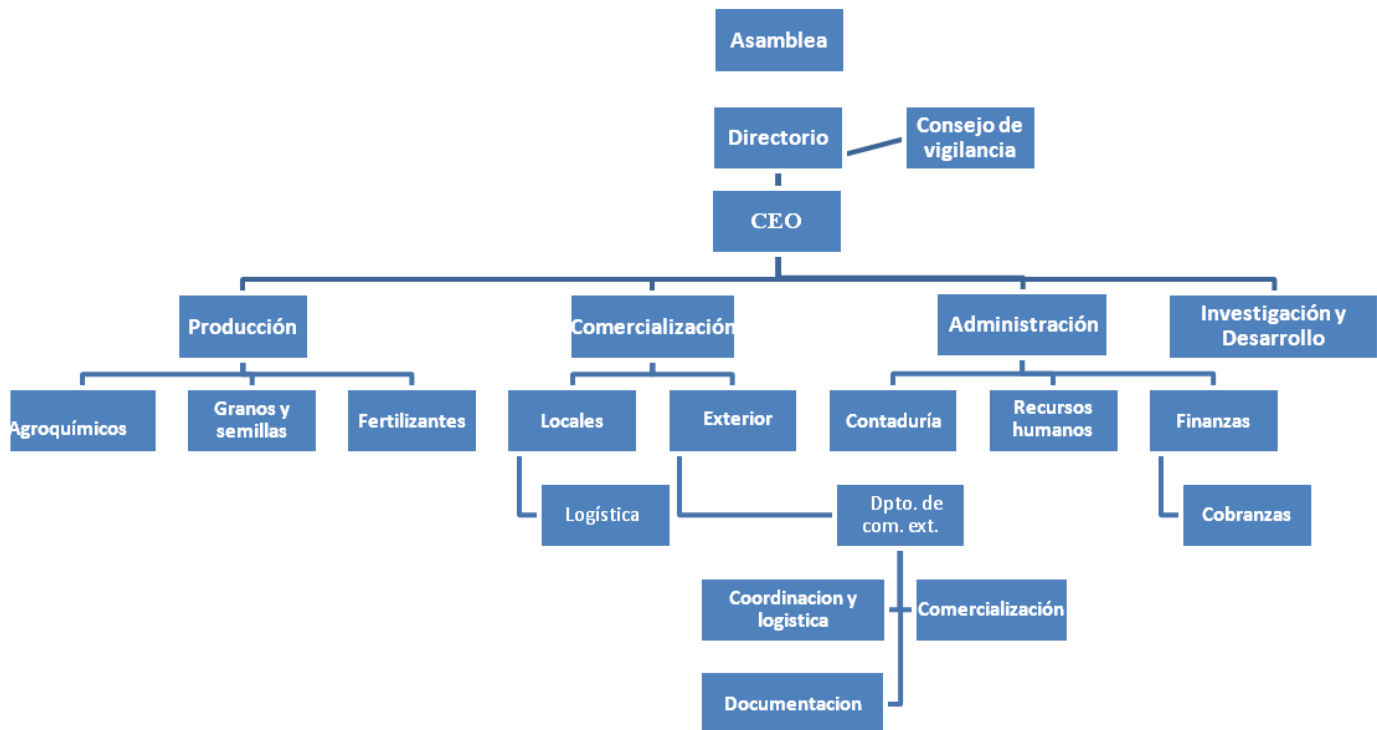 Asamblea
Directorio
Consejo de
vigilancia
CEO
Producción
Comercialización
Administración
Investigación y
Desarrollo
Agroquímicos
Granos y
semillas
Fertilizantes
Locales
Exterior
Contaduría
Recursos
humanos
Finanzas
Logística
Dpto. de
com. ext.
Cobranzas
Coordinacion y
logistica
Comercialización
Documentacion